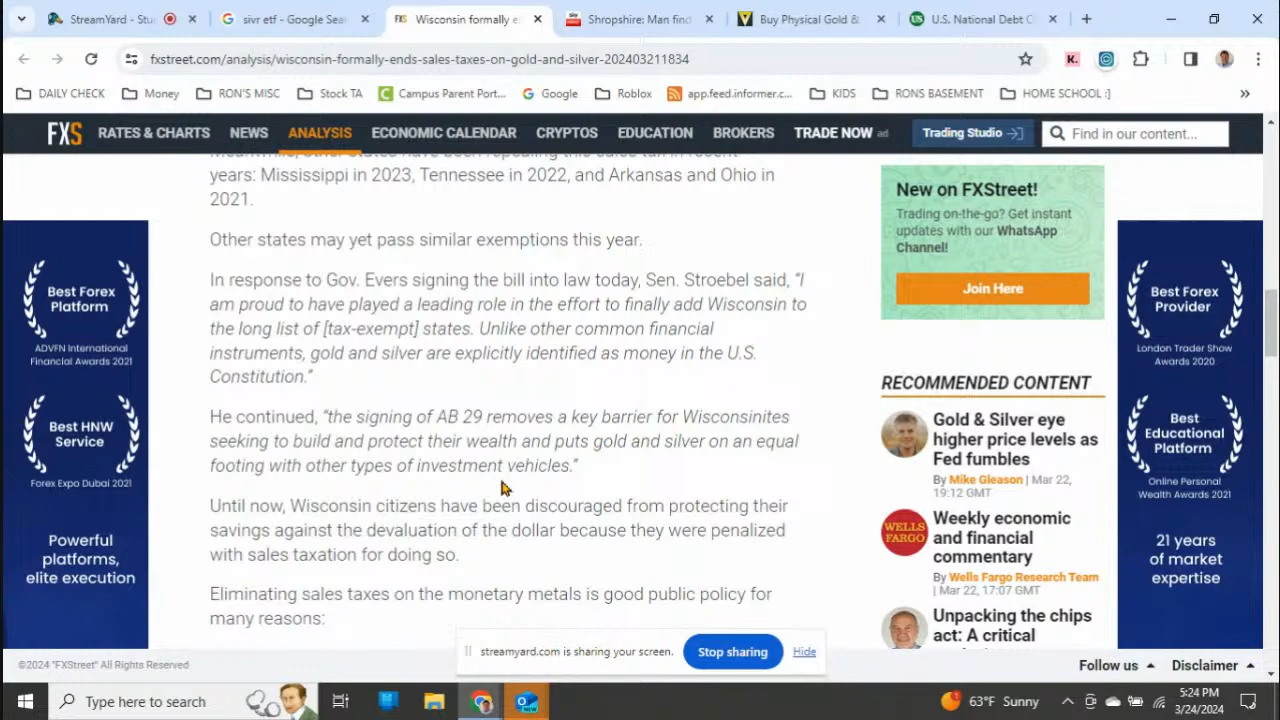 StreamYard - Stu
sivr etf - Google Sea
Wisconsin formally e
Shropshire: Man find
Buy Physical Gold &
U.S. National Debt C
fxstreet.com/analysis/wisconsin-formally-ends-sales-taxes-on-gold-and-silver-202403211834
DAILY CHECK
Money
RON'S MISC
Stock TA
Campus Parent Port...
Google
Roblox
app.feed.informer.c...
KIDS
RONS BASEMENT
HOME SCHOOL :]
FXS
RATES & CHARTS
NEWS
ANALYSIS
ECONOMIC CALENDAR
CRYPTOS
EDUCATION
BROKERS
TRADE NOW ad
Trading Studio
Find in our content...
Meanwhile, other states have been repealing this sales tax in recent
years: Mississippi in 2023, Tennessee in 2022, and Arkansas and Ohio in
2021.
Other states may yet pass similar exemptions this year.
In response to Gov. Evers signing the bill into law today, Sen. Stroebel said, “I
am proud to have played a leading role in the effort to finally add Wisconsin to
the long list of [tax-exempt] states. Unlike other common financial
instruments, gold and silver are explicitly identified as money in the U.S.
Constitution.”
He continued, “the signing of AB 29 removes a key barrier for Wisconsinites
seeking to build and protect their wealth and puts gold and silver on an equal
footing with other types of investment vehicles.”
Until now, Wisconsin citizens have been discouraged from protecting their
savings against the devaluation of the dollar because they were penalized
with sales taxation for doing so.
Eliminating sales taxes on the monetary metals is good public policy for
many reasons:
Best Forex
Platform
ADVFN International
Financial Awards 2021
Best HNW
Service
Forex Expo Dubai 2021
Powerful
platforms,
elite execution
New on FXStreet!
Trading on-the-go? Get instant
updates with our WhatsApp
Channel!
Join Here
RECOMMENDED CONTENT
Gold & Silver eye
higher price levels as
Fed fumbles
By Mike Gleason | Mar 22,
19:12 GMT
WELLS
FARGO
Weekly economic
and financial
commentary
By Wells Fargo Research Team
| Mar 22, 17:07 GMT
Unpacking the chips
act: A critical
Best Forex
Provider
London Trader Show
Awards 2020
Best
Educational
Platform
Online Personal
Wealth Awards 2021
21 years
of market
expertise
streamyard.com is sharing your screen.
Stop sharing
Hide
©2024 "FXStreet" All Rights Reserved
Follow us
Disclaimer
Type here to search
63°F Sunny
5:24 PM
3/24/2024